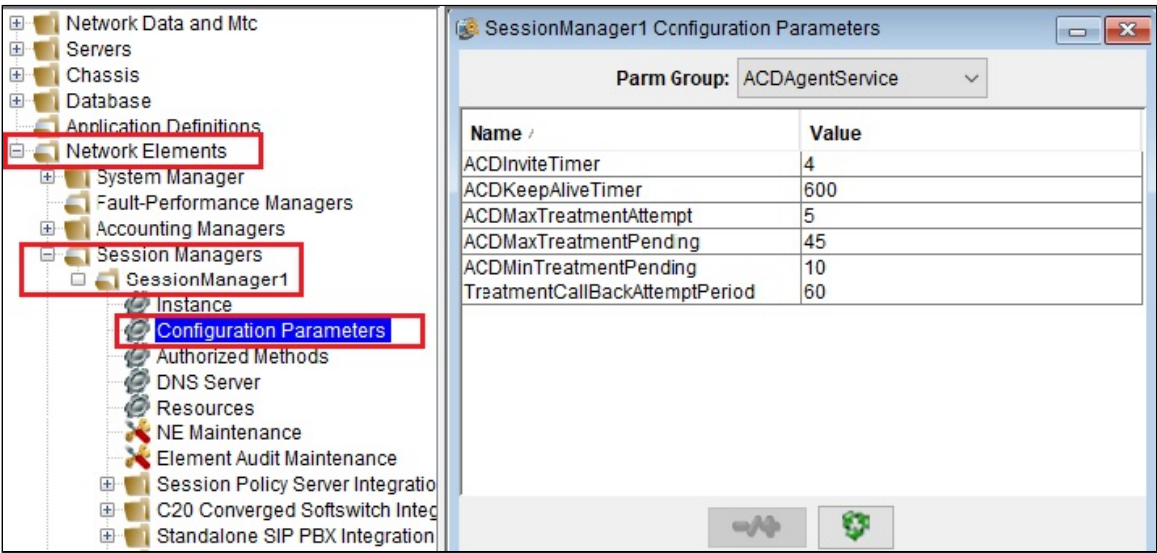 Network Data and Mtc
Servers
Chassis
Database
Application Definitions
Network Elements
System Manager
Fault-Performance Managers
Accounting Managers
Session Managers
SessionManager1
Instance
Configuration Parameters
Authorized Methods
DNS Server
Resources
NE Maintenance
Element Audit Maintenance
Session Policy Server Integratio
C20 Converged Softswitch Integ
Standalone SIP PBX Integration
SessionManager1 Configuration Parameters
Parm Group: ACDAgentService
Name Value
ACDInviteTimer 4
ACDKeepAliveTimer 600
ACDMaxTreatmentAttempt 5
ACDMaxTreatmentPending 45
ACDMinTreatmentPending 10
TreatmentCallBackAttemptPeriod 60